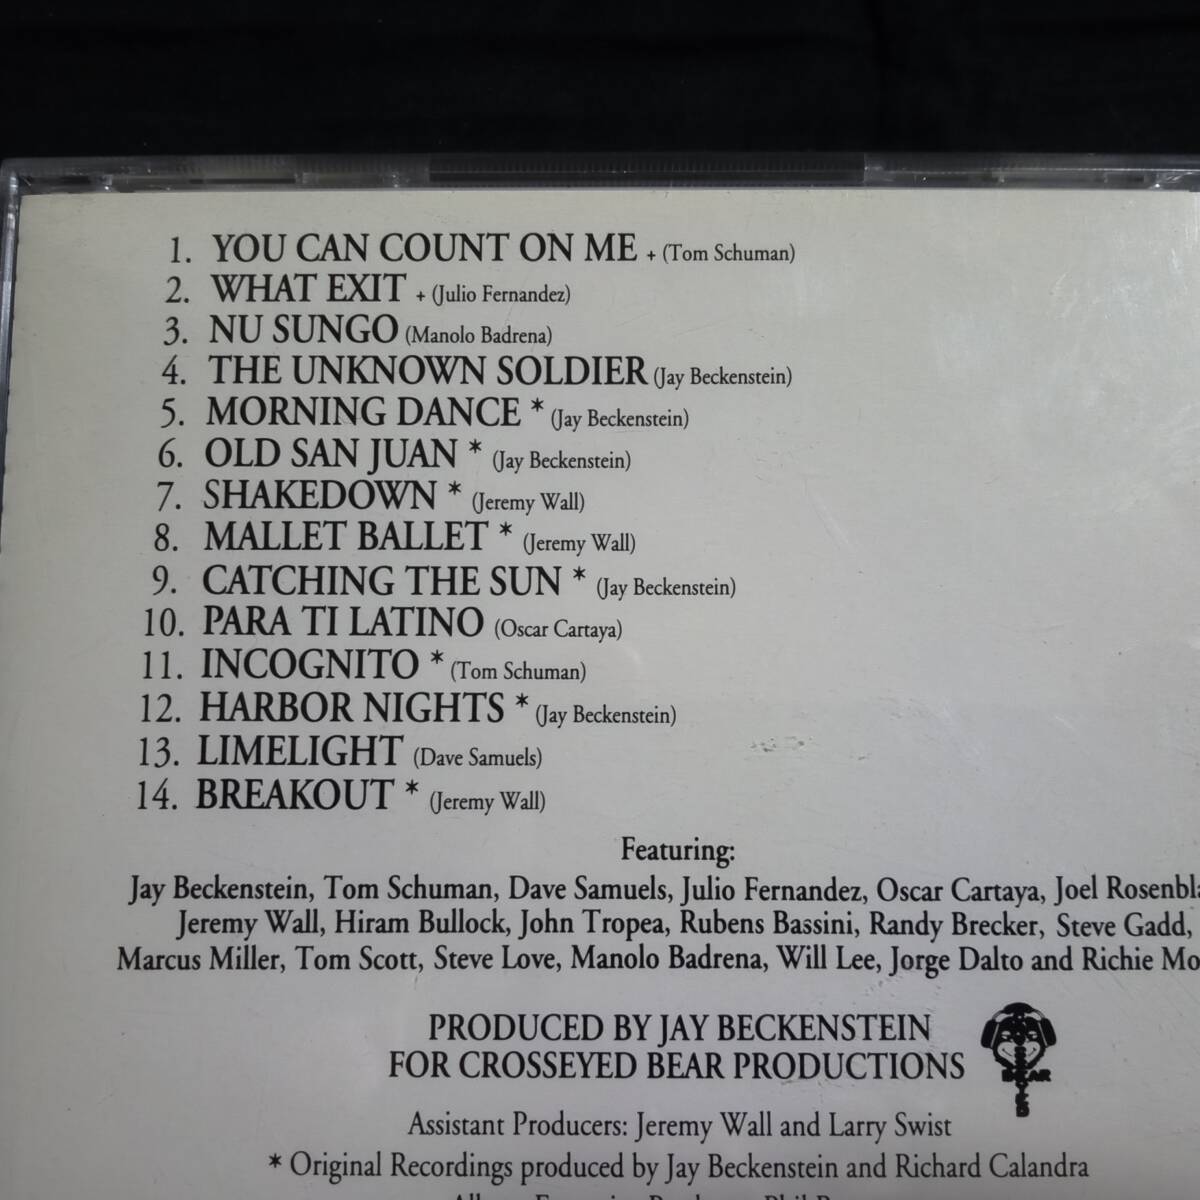 1. YOU CAN COUNT ON ME + (Tom Schuman)
2. WHAT EXIT + (Julio Fernandez)
3. NU SUNGO (Manolo Badrena)
4. THE UNKNOWN SOLDIER (Jay Beckenstein)
5. MORNING DANCE * (Jay Beckenstein)
6. OLD SAN JUAN * (Jay Beckenstein)
7. SHAKEDOWN * (Jeremy Wall)
8. MALLET BALLET * (Jeremy Wall)
9. CATCHING THE SUN * (Jay Beckenstein)
10. PARA TI LATINO (Oscar Cartaya)
11. INCOGNITO * (Tom Schuman)
12. HARBOR NIGHTS * (Jay Beckenstein)
13. LIMELIGHT (Dave Samuels)
14. BREAKOUT * (Jeremy Wall)
Featuring:
Jay Beckenstein, Tom Schuman, Dave Samuels, Julio Fernandez, Oscar Cartaya, Joel
Jeremy Wall, Hiram Bullock, John Tropea, Rubens Bassini, Randy Brecker, Steve Gadd,
Marcus Miller, Tom Scott, Steve Love, Manolo Badrena, Will Lee, Jorge Dalto and Richie
PRODUCED BY JAY BECKENSTEIN
FOR CROSSEYED BEAR PRODUCTIONS
BEAR
Assistant Producers: Jeremy Wall and Larry Swist
* Original Recordings produced by Jay Beckenstein and Richard Calandra